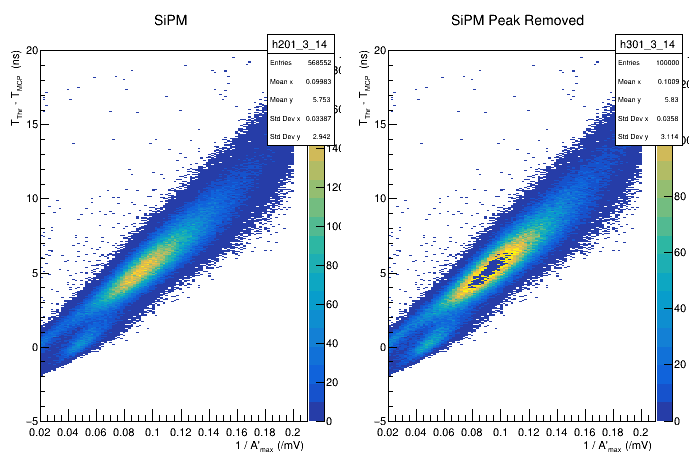 SiPM
h201_3_14
Entries 568552
Mean x 0.09983
Mean y 5.753
Std Dev x 0.03387
Std Dev y 2.942
T_Thr - T_MCP (ns)
20
15
10
5
0
−5
0.02 0.04 0.06 0.08 0.1 0.12 0.14 0.16 0.18 0.2
1 / A'_max (/mV)
140
120
100
80
60
40
20
0
SiPM Peak Removed
h301_3_14
Entries 100000
Mean x 0.1009
Mean y 5.83
Std Dev x 0.0358
Std Dev y 3.114
T_Thr - T_MCP (ns)
20
15
10
5
0
−5
0.02 0.04 0.06 0.08 0.1 0.12 0.14 0.16 0.18 0.2
1 / A'_max (/mV)
80
60
40
20
0